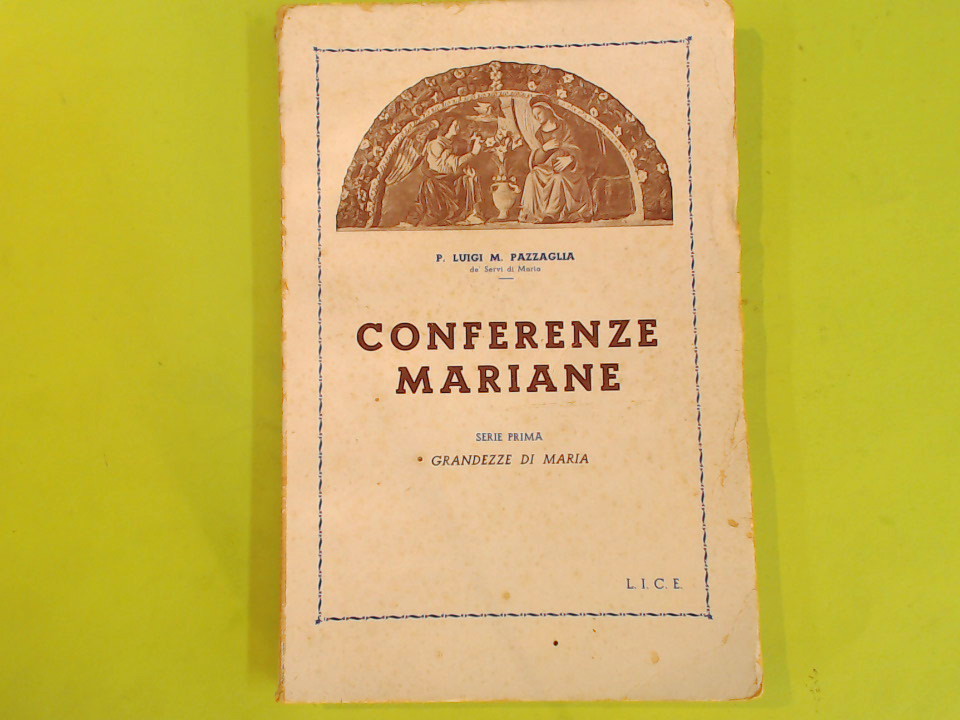 P. LUIGI M. PAZZAGLIA
de' Servi di Maria
CONFERENZE
MARIANE
SERIE PRIMA
GRANDEZZE DI MARIA
L. I. C. E.